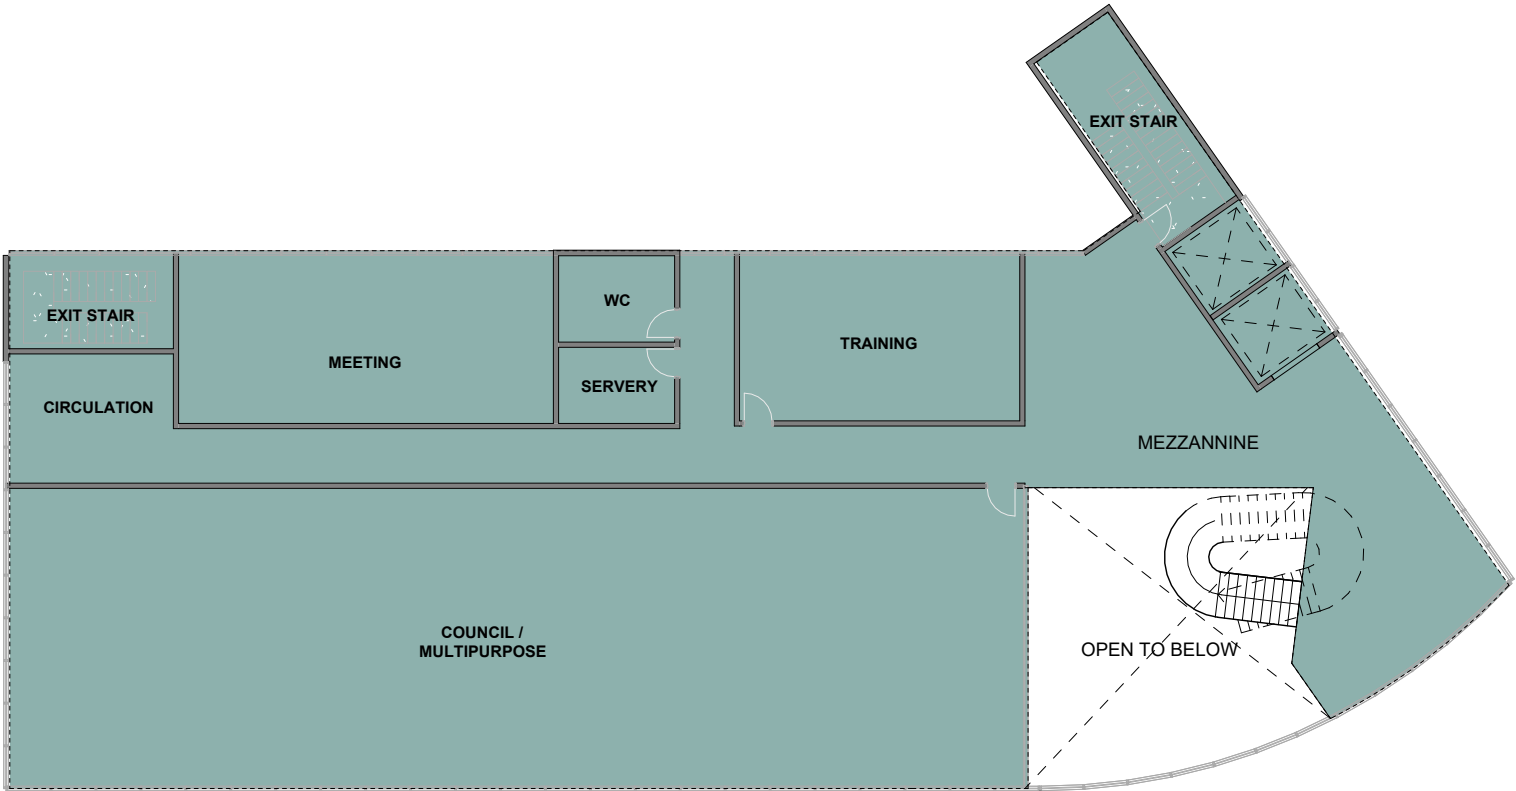 EXIT STAIR
EXIT STAIR
WC
MEETING
TRAINING
SERVERY
CIRCULATION
MEZZANNINE
COUNCIL /
MULTIPURPOSE
OPEN TO BELOW